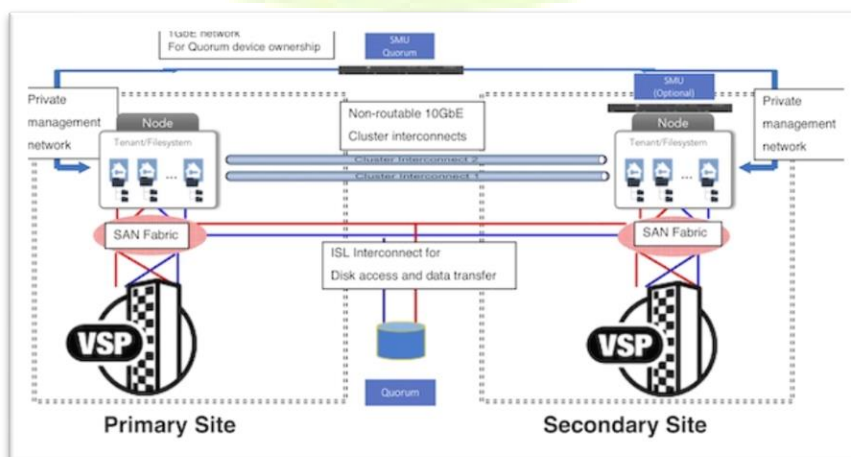 1GbE network
For Quorum device ownership
SMU
Quorum
SMU
(Optional)
Private
management
network
Node
Tenant/Filesystem
...
Non-routable 10GbE
Cluster interconnects
Cluster Interconnect 2
Cluster Interconnect 1
Node
Tenant/Filesystem
...
Private
management
network
SAN Fabric
ISL Interconnect for
Disk access and data transfer
SAN Fabric
VSP
VSP
Quorum
Primary Site
Secondary Site